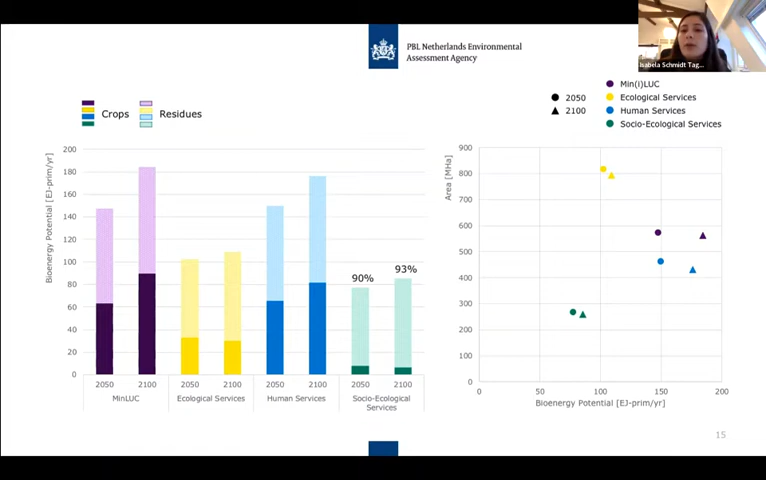 PBL Netherlands Environmental
Assessment Agency
Isabela Schmidt Tag...
Crops
Residues
2050
2100
Min(i)LUC
Ecological Services
Human Services
Socio-Ecological Services
Bioenergy Potential [EJ-prim/yr]
200
180
160
140
120
100
80
60
40
20
0
90%
93%
2050 2100 2050 2100 2050 2100 2050 2100
MinLUC Ecological Services Human Services Socio-Ecological
Services
Area [MHa]
900
800
700
600
500
400
300
200
100
0
0 50 100 150 200
Bioenergy Potential [EJ-prim/yr]
15